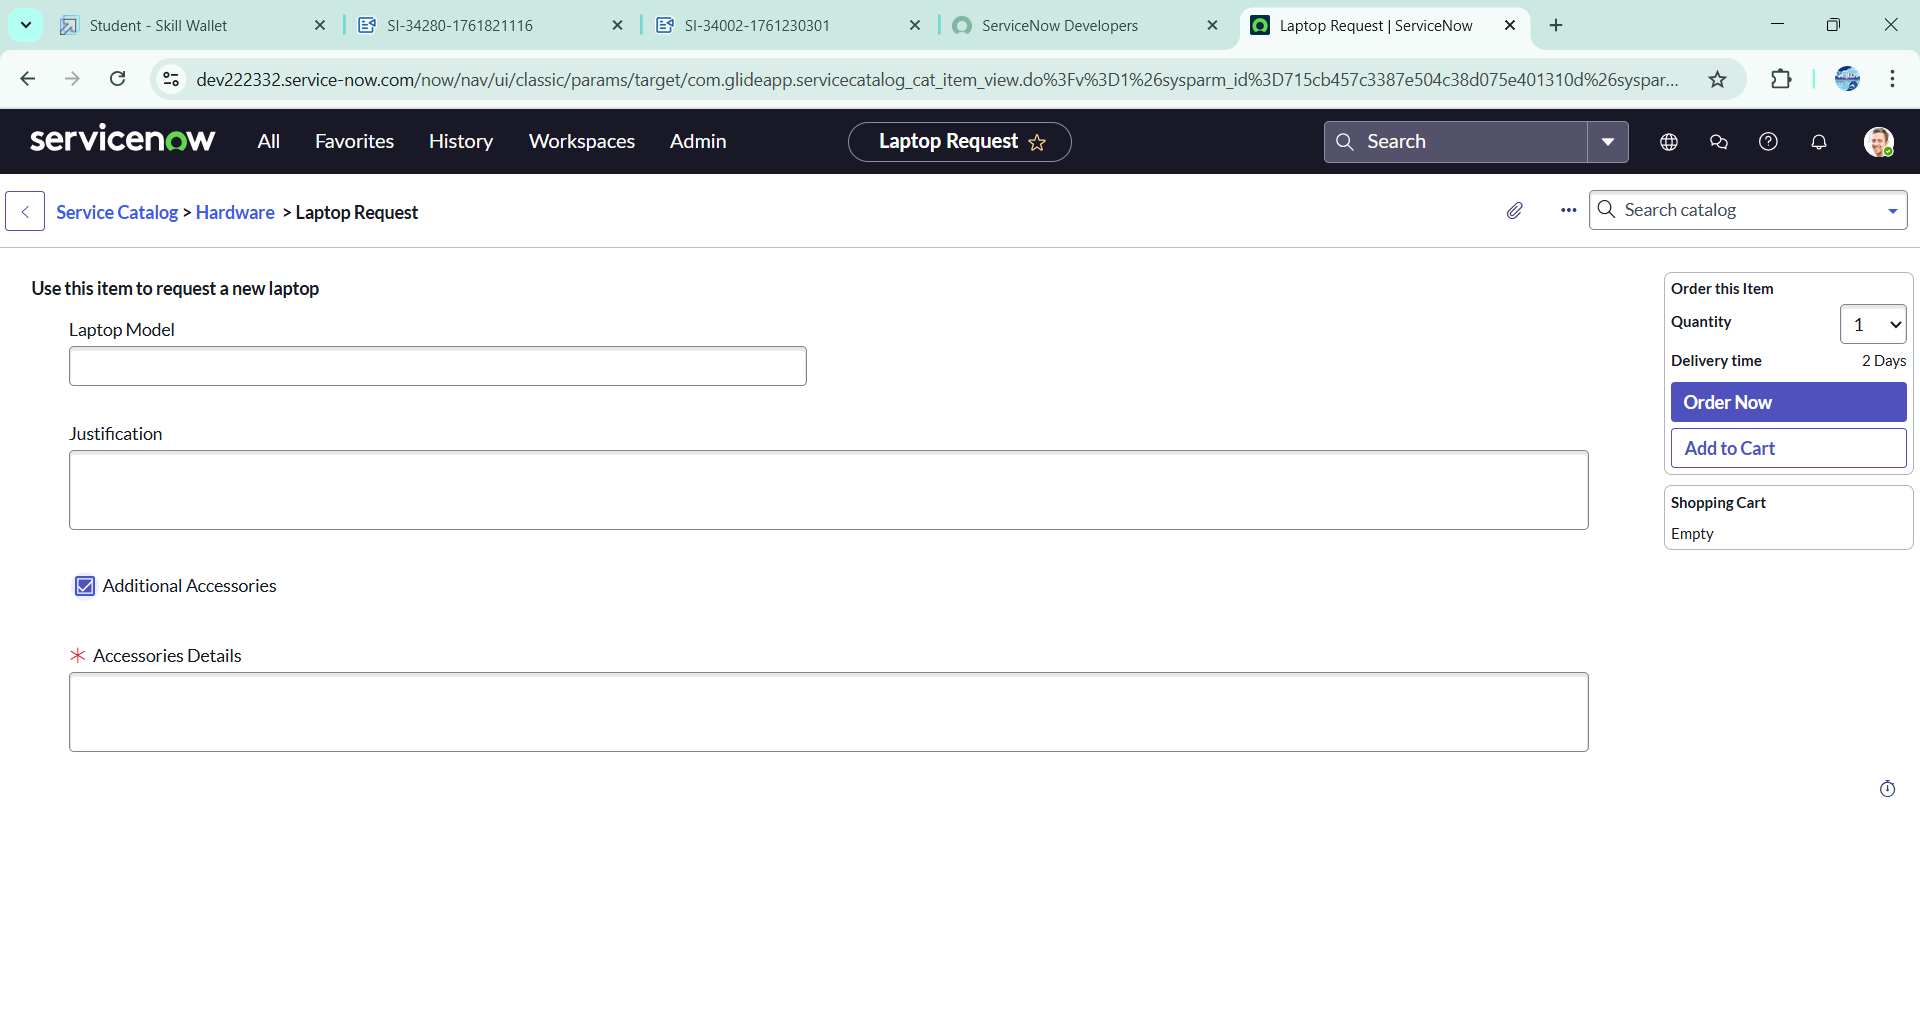 Student - Skill Wallet
SI-34280-1761821116
SI-34002-1761230301
ServiceNow Developers
Laptop Request | ServiceNow
dev222332.service-now.com/now/nav/ui/classic/params/target/com.glideapp.servicecatalog_cat_item_view.do%3Fv%3D1%26sysparm_id%3D715cb457c3387e504c38d075e401310d%26syspar...
servicenow
All
Favorites
History
Workspaces
Admin
Laptop Request
Search
Service Catalog > Hardware > Laptop Request
Search catalog
Use this item to request a new laptop
Laptop Model
Justification
Additional Accessories
* Accessories Details
Order this Item
Quantity
1
Delivery time
2 Days
Order Now
Add to Cart
Shopping Cart
Empty